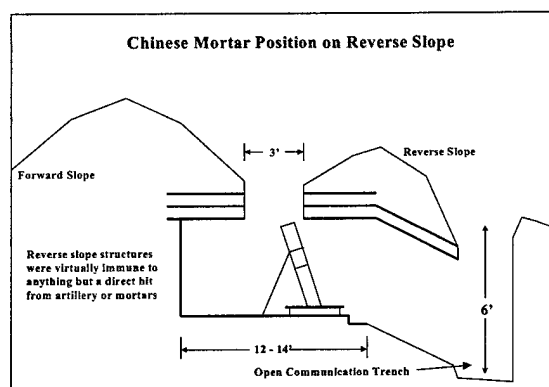 Chinese Mortar Position on Reverse Slope
3'
Reverse Slope
Forward Slope
Reverse slope structures
were virtually immune to
anything but a direct hit
from artillery or mortars
6'
12 - 14'
Open Communication Trench